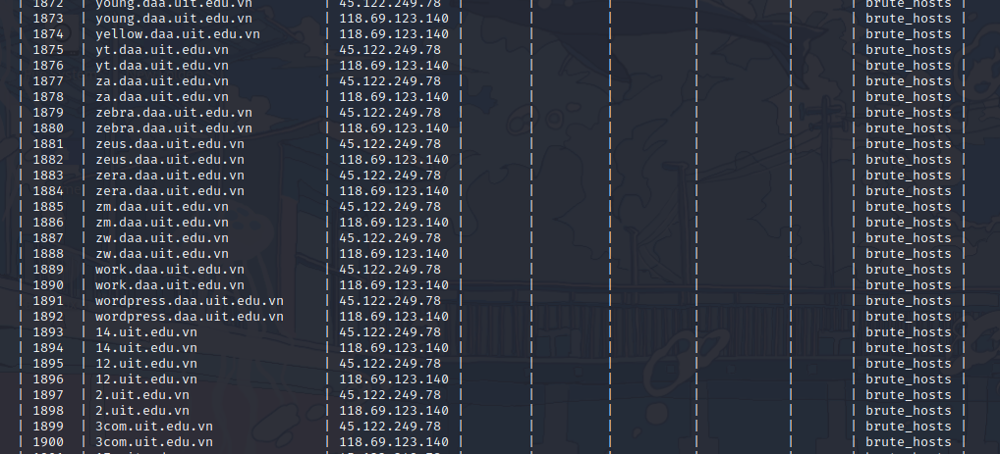 | 1872 | young.daa.uit.edu.vn | 45.122.249.78 | | | | | brute_hosts |
| 1873 | young.daa.uit.edu.vn | 118.69.123.140 | | | | | brute_hosts |
| 1874 | yellow.daa.uit.edu.vn | 118.69.123.140 | | | | | brute_hosts |
| 1875 | yt.daa.uit.edu.vn | 45.122.249.78 | | | | | brute_hosts |
| 1876 | yt.daa.uit.edu.vn | 118.69.123.140 | | | | | brute_hosts |
| 1877 | za.daa.uit.edu.vn | 45.122.249.78 | | | | | brute_hosts |
| 1878 | za.daa.uit.edu.vn | 118.69.123.140 | | | | | brute_hosts |
| 1879 | zebra.daa.uit.edu.vn | 45.122.249.78 | | | | | brute_hosts |
| 1880 | zebra.daa.uit.edu.vn | 118.69.123.140 | | | | | brute_hosts |
| 1881 | zeus.daa.uit.edu.vn | 45.122.249.78 | | | | | brute_hosts |
| 1882 | zeus.daa.uit.edu.vn | 118.69.123.140 | | | | | brute_hosts |
| 1883 | zera.daa.uit.edu.vn | 45.122.249.78 | | | | | brute_hosts |
| 1884 | zera.daa.uit.edu.vn | 118.69.123.140 | | | | | brute_hosts |
| 1885 | zm.daa.uit.edu.vn | 45.122.249.78 | | | | | brute_hosts |
| 1886 | zm.daa.uit.edu.vn | 118.69.123.140 | | | | | brute_hosts |
| 1887 | zw.daa.uit.edu.vn | 45.122.249.78 | | | | | brute_hosts |
| 1888 | zw.daa.uit.edu.vn | 118.69.123.140 | | | | | brute_hosts |
| 1889 | work.daa.uit.edu.vn | 45.122.249.78 | | | | | brute_hosts |
| 1890 | work.daa.uit.edu.vn | 118.69.123.140 | | | | | brute_hosts |
| 1891 | wordpress.daa.uit.edu.vn | 45.122.249.78 | | | | | brute_hosts |
| 1892 | wordpress.daa.uit.edu.vn | 118.69.123.140 | | | | | brute_hosts |
| 1893 | 14.uit.edu.vn | 45.122.249.78 | | | | | brute_hosts |
| 1894 | 14.uit.edu.vn | 118.69.123.140 | | | | | brute_hosts |
| 1895 | 12.uit.edu.vn | 45.122.249.78 | | | | | brute_hosts |
| 1896 | 12.uit.edu.vn | 118.69.123.140 | | | | | brute_hosts |
| 1897 | 2.uit.edu.vn | 45.122.249.78 | | | | | brute_hosts |
| 1898 | 2.uit.edu.vn | 118.69.123.140 | | | | | brute_hosts |
| 1899 | 3com.uit.edu.vn | 45.122.249.78 | | | | | brute_hosts |
| 1900 | 3com.uit.edu.vn | 118.69.123.140 | | | | | brute_hosts |